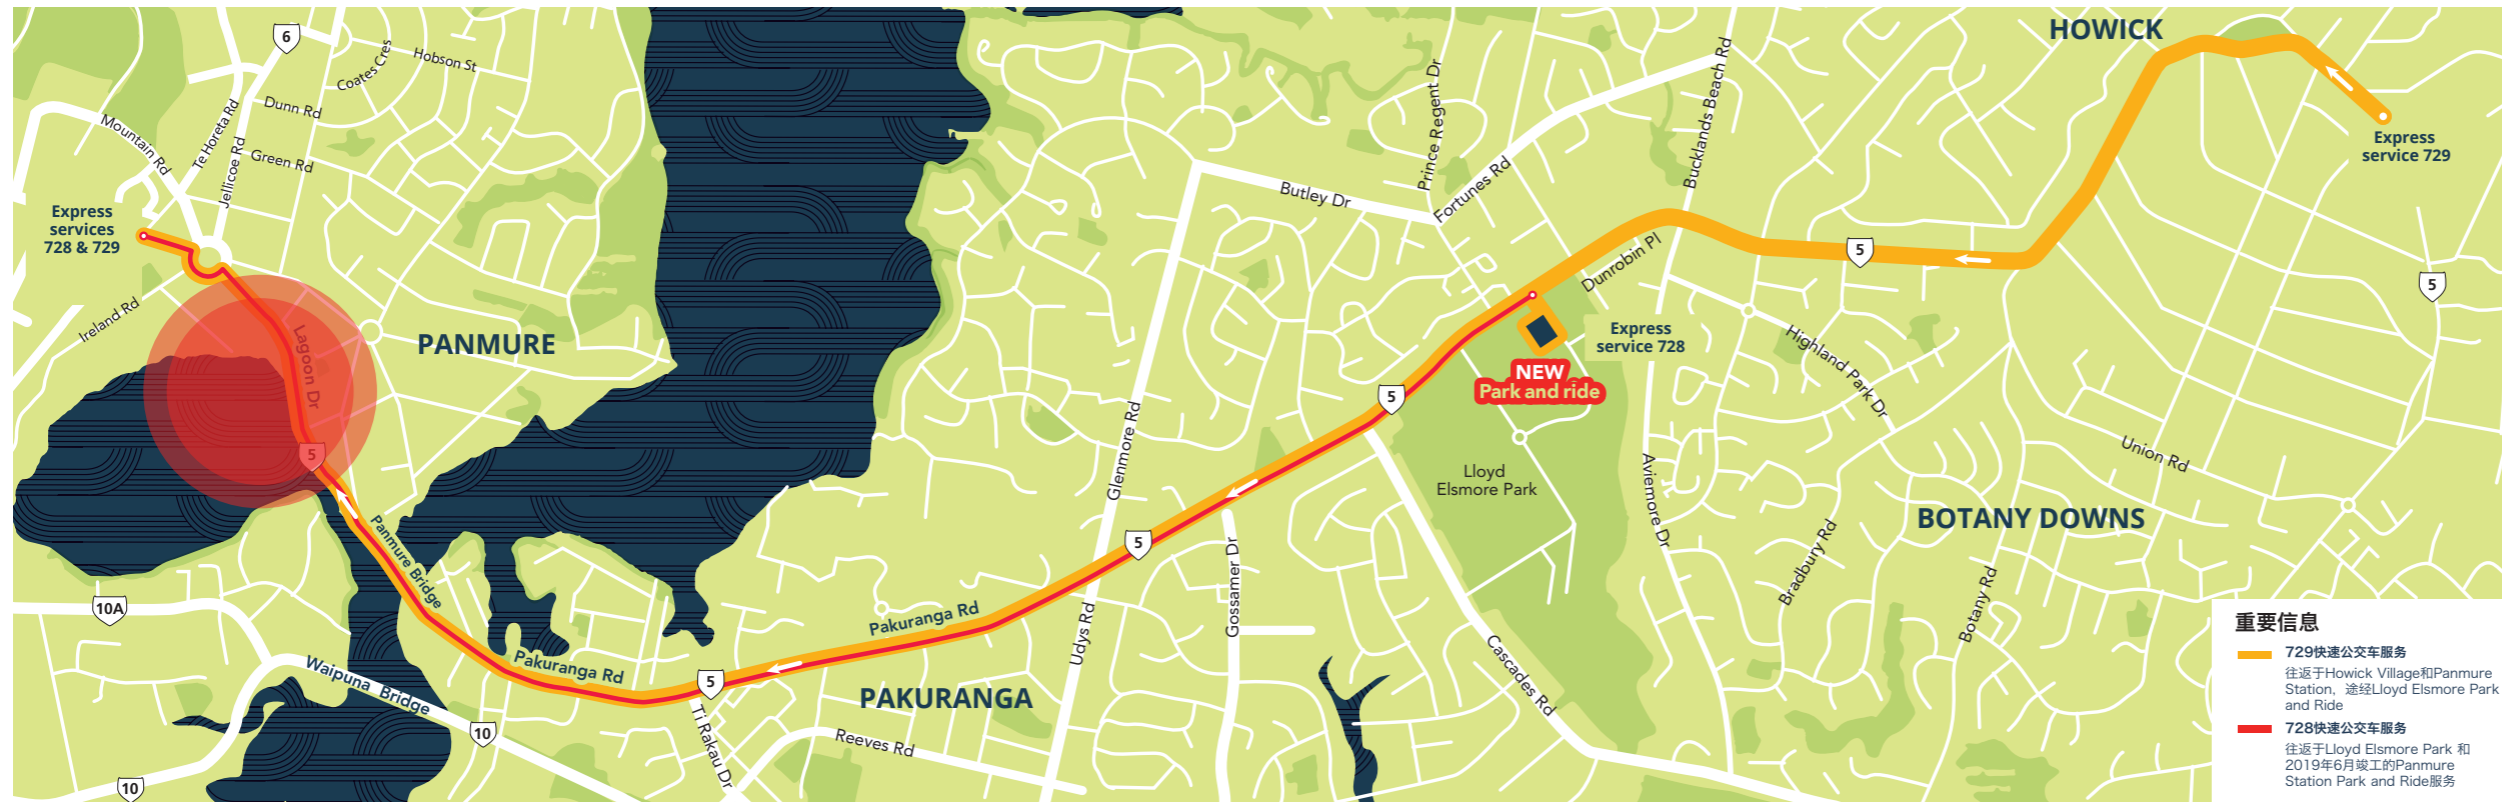 HOWICK
6
Hobson St
Coates Cres
Dunn Rd
Te Horeta Rd
Mountain Rd
Jellicoe Rd
Green Rd
Express
services
728 & 729
Ireland Rd
Lagoon Dr
PANMURE
5
Panmure Bridge
10A
Waipuna Bridge
10
10
Pakuranga Rd
Pakuranga Rd
5
Ti Rakau Dr
Reeves Rd
PAKURANGA
Udys Rd
Glenmore Rd
5
Gossamer Dr
5
Cascades Rd
Butley Dr
Prince Regent Dr
Fortunes Rd
Bucklands Beach Rd
Dunrobin Pl
Express
service 728
NEW
Park and ride
Lloyd
Elsmore Park
Aviemore Dr
Highland Park Dr
5
Express
service 729
5
Union Rd
BOTANY DOWNS
Bradbury Rd
Botany Rd
重要信息
729快速公交车服务
往返于Howick Village和Panmure
Station，途经Lloyd Elsmore Park
and Ride
728快速公交车服务
往返于Lloyd Elsmore Park 和
2019年6月竣工的Panmure
Station Park and Ride服务